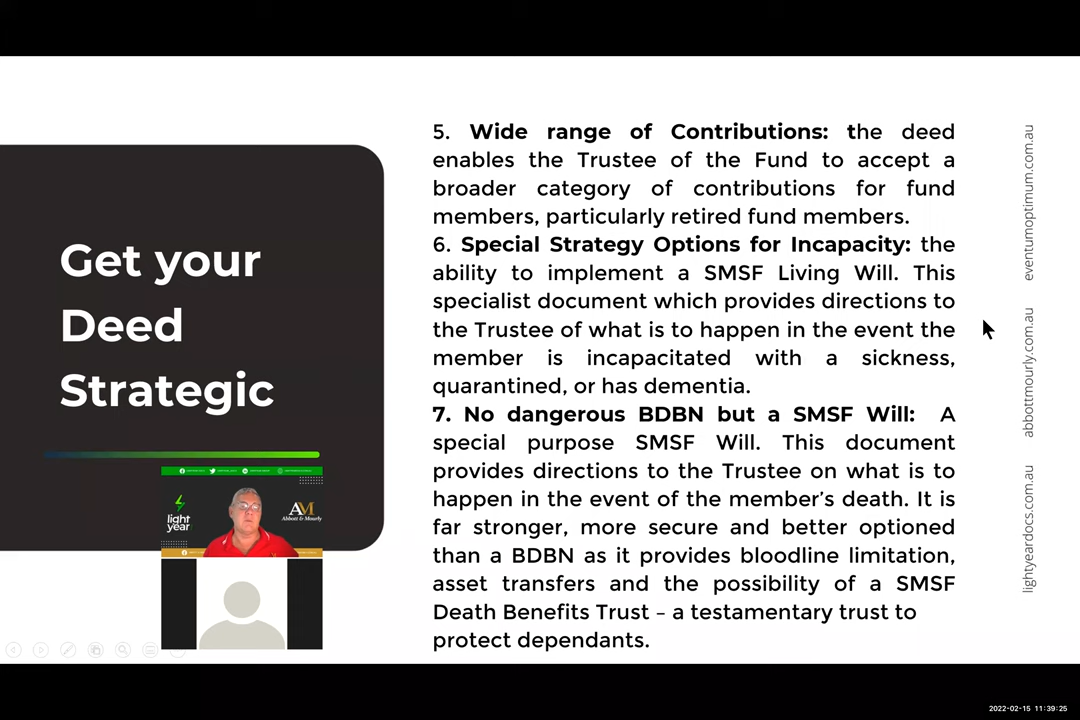 Get your
Deed
Strategic
5. Wide range of Contributions: the deed
enables the Trustee of the Fund to accept a
broader category of contributions for fund
members, particularly retired fund members.
6. Special Strategy Options for Incapacity: the
ability to implement a SMSF Living Will. This
specialist document which provides directions to
the Trustee of what is to happen in the event the
member is incapacitated with a sickness,
quarantined, or has dementia.
7. No dangerous BDBN but a SMSF Will: A
special purpose SMSF Will. This document
provides directions to the Trustee on what is to
happen in the event of the member's death. It is
far stronger, more secure and better optioned
than a BDBN as it provides bloodline limitation,
asset transfers and the possibility of a SMSF
Death Benefits Trust – a testamentary trust to
protect dependants.
light
year
AM
Abbott & Mourly
lightyeardocs.com.au abbottmourly.com.au eventumoptimum.com.au
2022-02-15 11:39:25